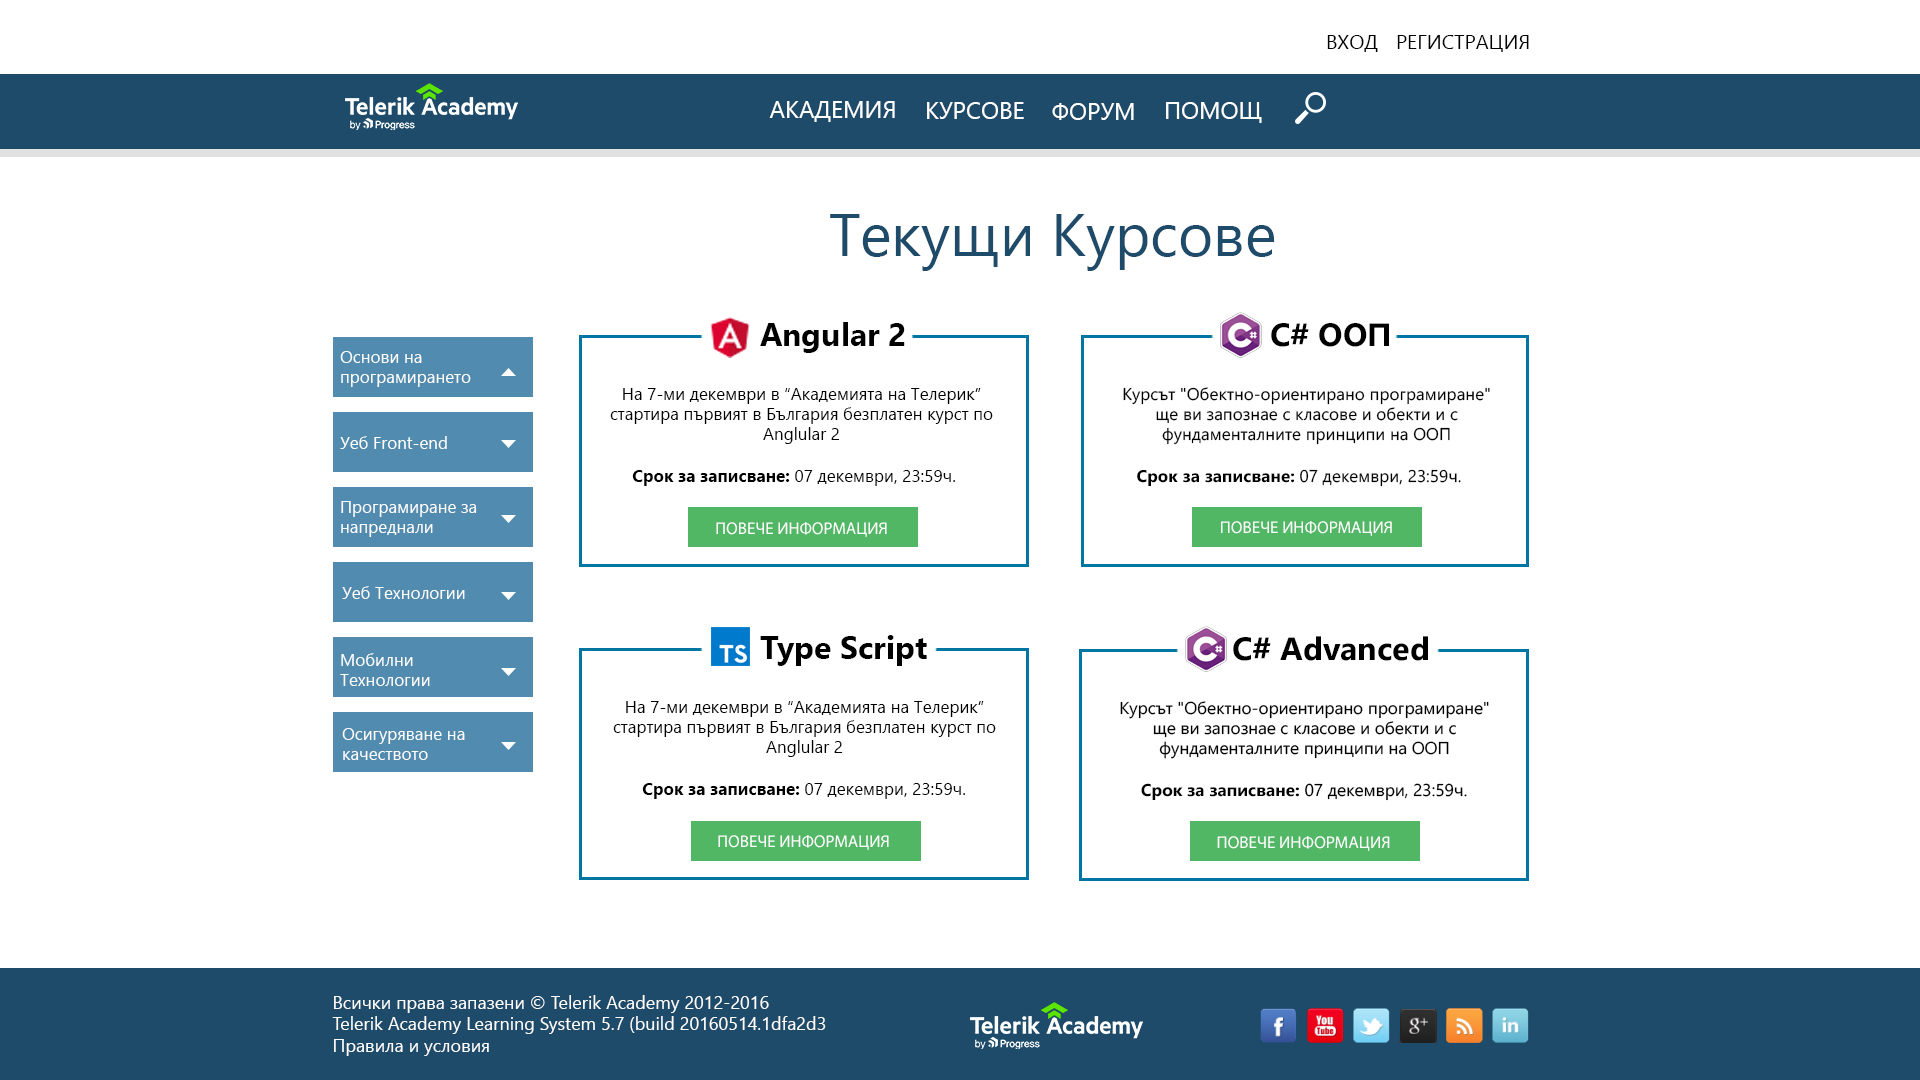 ВХОД РЕГИСТРАЦИЯ
Telerik Academy
by Progress
АКАДЕМИЯ КУРСОВЕ ФОРУМ ПОМОЩ
Текущи Курсове
Основи на
програмирането
Уеб Front-end
Програмиране за
напреднали
Уеб Технологии
Мобилни
Технологии
Осигуряване на
качеството
Angular 2
На 7-ми декември в “Академията на Телерик”
стартира първият в България безплатен курст по
Anglular 2
Срок за записване: 07 декември, 23:59ч.
ПОВЕЧЕ ИНФОРМАЦИЯ
C# ООП
Курсът "Обектно-ориентирано програмиране"
ще ви запознае с класове и обекти и с
фундаменталните принципи на ООП
Срок за записване: 07 декември, 23:59ч.
ПОВЕЧЕ ИНФОРМАЦИЯ
TS Type Script
На 7-ми декември в “Академията на Телерик”
стартира първият в България безплатен курст по
Anglular 2
Срок за записване: 07 декември, 23:59ч.
ПОВЕЧЕ ИНФОРМАЦИЯ
C# Advanced
Курсът "Обектно-ориентирано програмиране"
ще ви запознае с класове и обекти и с
фундаменталните принципи на ООП
Срок за записване: 07 декември, 23:59ч.
ПОВЕЧЕ ИНФОРМАЦИЯ
Всички права запазени © Telerik Academy 2012-2016
Telerik Academy Learning System 5.7 (build 20160514.1dfa2d3
Правила и условия
Telerik Academy
by Progress
f You Tube g+ in